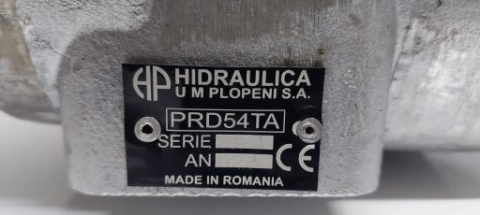 HP HIDRAULICA
U M PLOPENI S.A.
PRD54TA
SERIE
AN CE
MADE IN ROMANIA